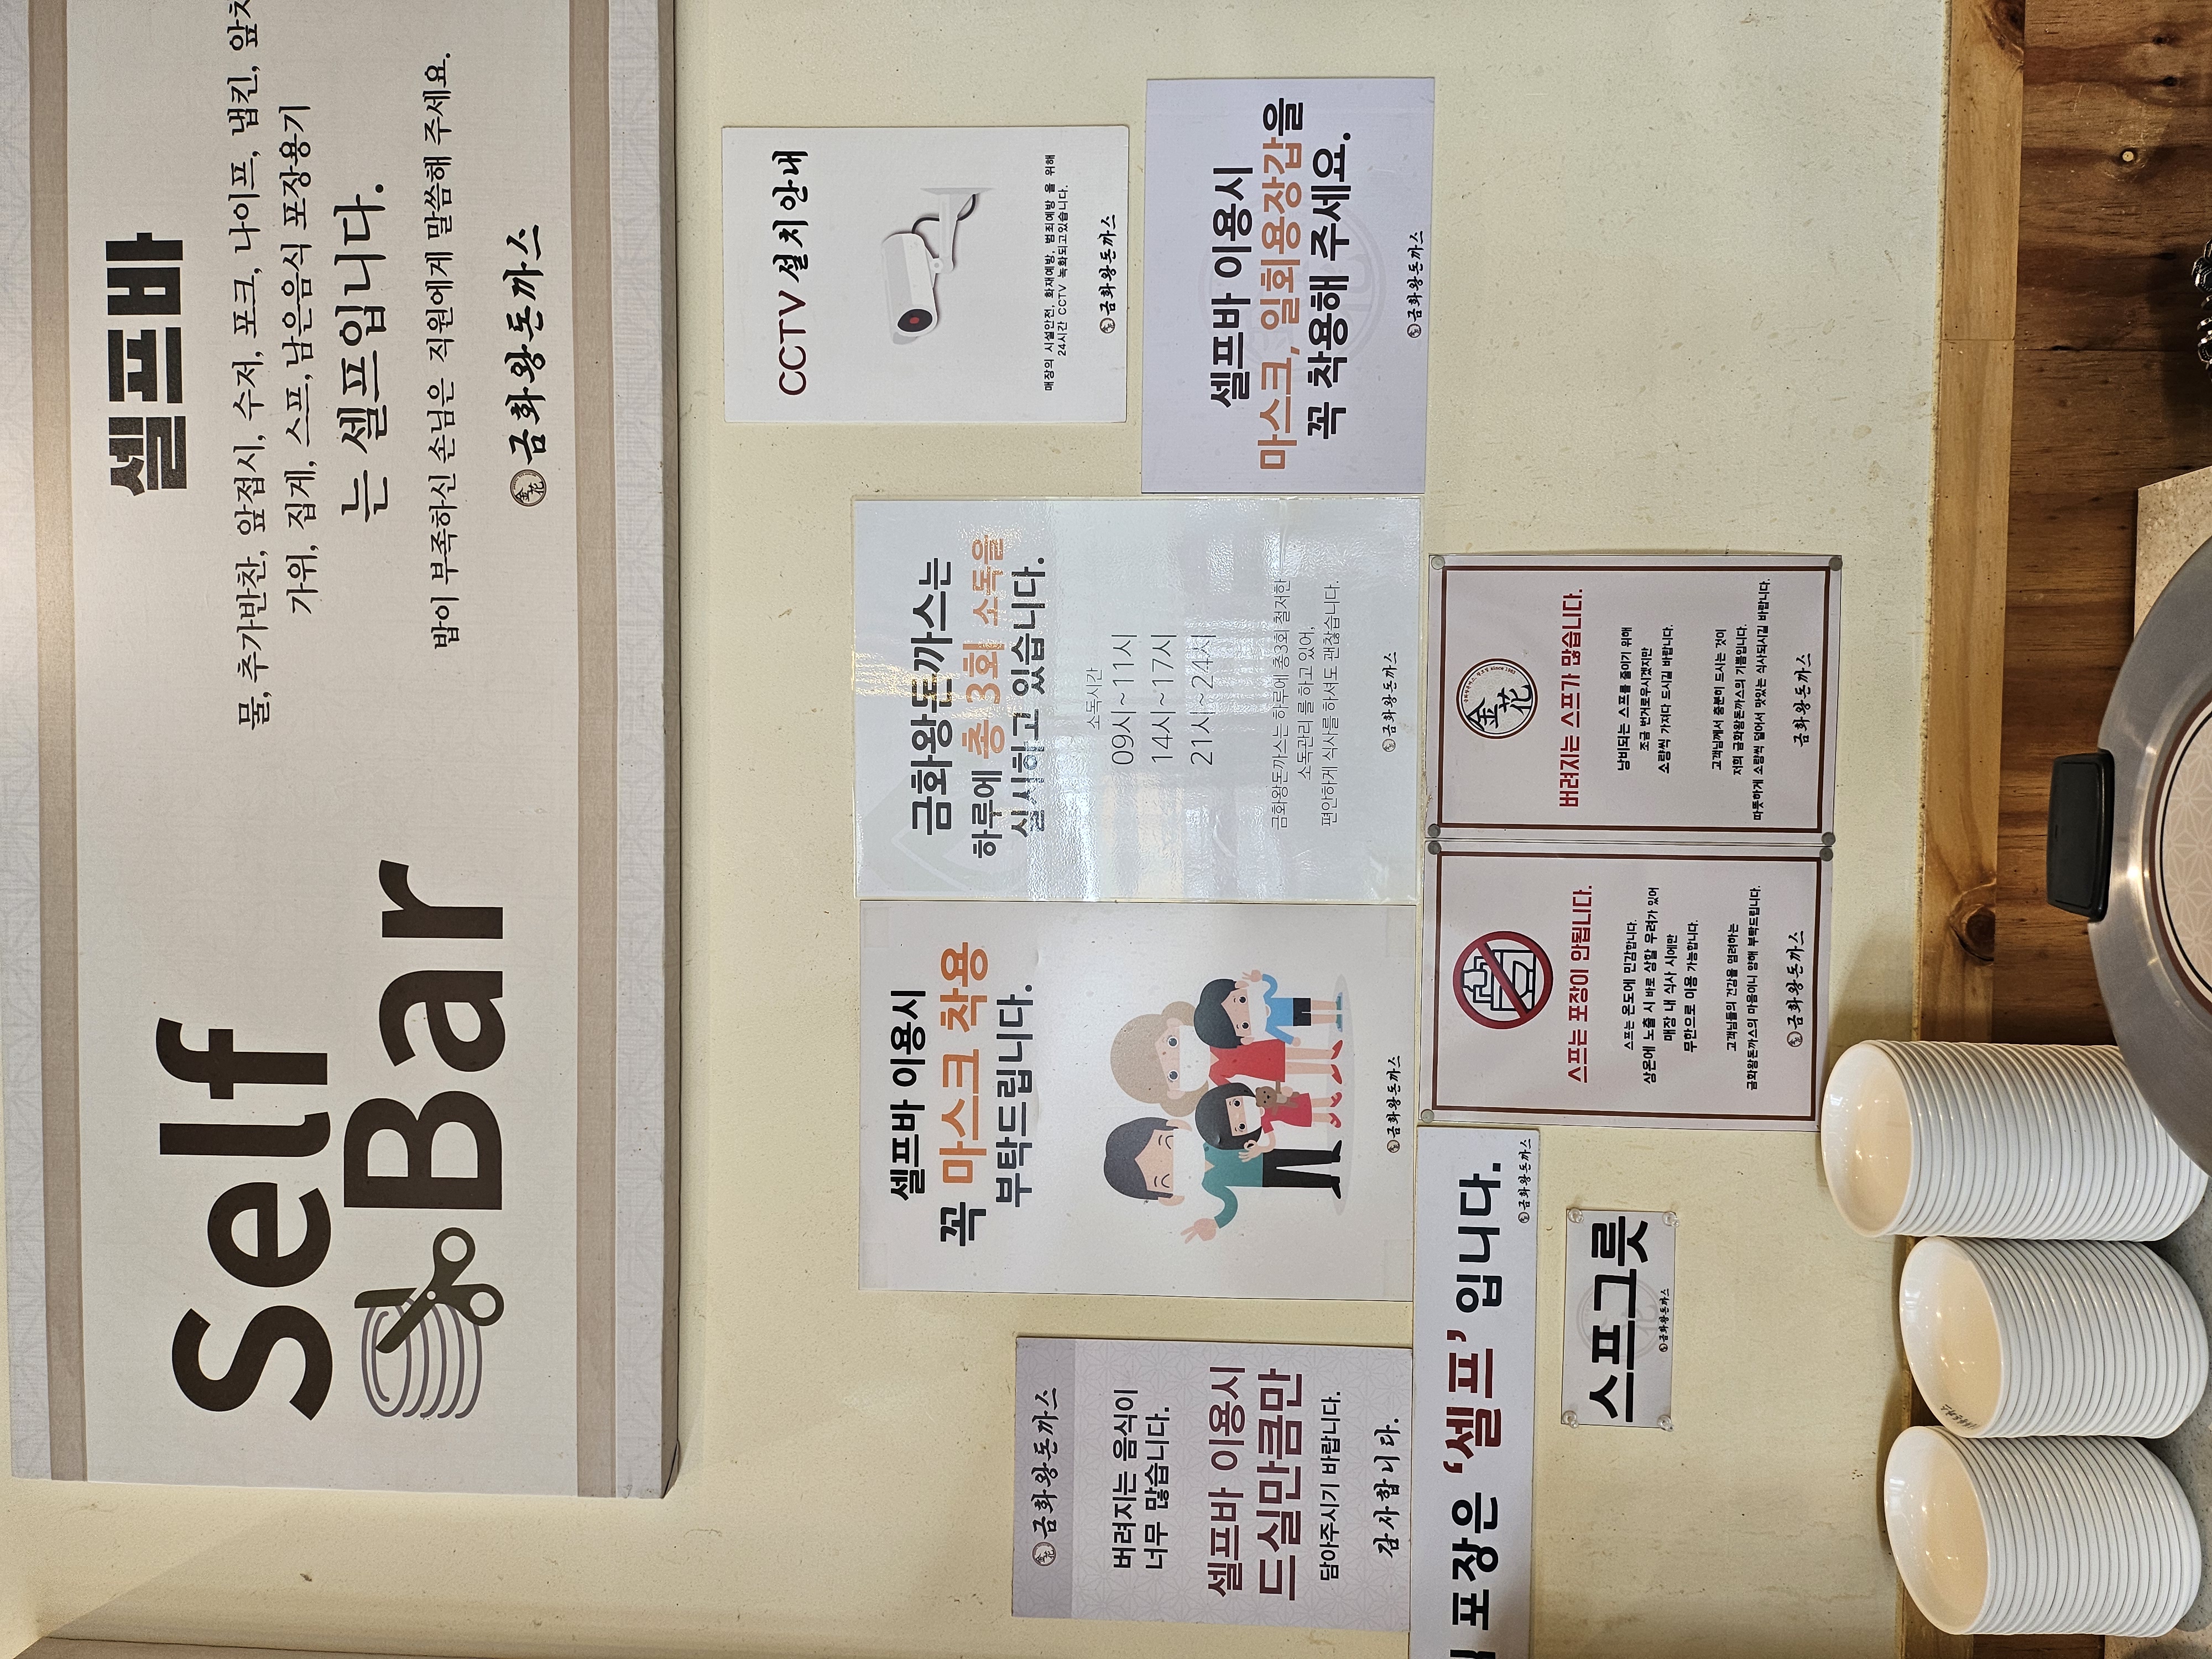 Self
Bar
셀프바
물, 추가반찬, 앞접시, 수저, 포크, 나이프, 냅킨,
가위, 집게, 스프, 남은음식 포장용기
는 셀프입니다.
밥이 부족하신 손님은 직원에게 말씀해 주세요.
금화왕돈까스
CCTV 설치안내
매장의 시설안전, 화재예방, 범죄예방 을 위해
24시간 CCTV 녹화되고있습니다.
금화왕돈까스
셀프바 이용시
마스크, 일회용장갑을
꼭 착용해 주세요.
금화왕돈까스
금화왕돈까스는
하루에 총 3회 소독을
실시하고 있습니다.
소독시간
09시~11시
14시~17시
21시~24시
금화왕돈까스는 하루에 총3회 철저한
소독관리 를 하고 있어,
편안하게 식사를 하셔도 괜찮습니다.
금화왕돈까스
셀프바 이용시
꼭 마스크 착용
부탁드립니다.
금화왕돈까스
금화왕돈까스
버려지는 음식이
너무 많습니다.
셀프바 이용시
드실만큼만
담아주시기 바랍니다.
감사합니다.
포장은 '셀프' 입니다.
금화왕돈까스
스프는 포장이 안됩니다.
스프는 온도에 민감합니다.
상온에 노출 시 바로 상할 우려가 있어
매장 내 식사 시에만
무한으로 이용 가능합니다.
고객님들의 건강을 염려하는
금화왕돈까스의 마음이니 양해 부탁드립니다.
금화왕돈까스
金花
버려지는 스프가 많습니다.
낭비되는 스프를 줄이기 위해
조금 번거로우시겠지만
소량씩 가져다 드시길 바랍니다.
고객님께서 충분히 드시는 것이
저희 금화왕돈까스의 기쁨입니다.
따뜻하게 소량씩 덜어서 맛있는 식사되시길 바랍니다.
금화왕돈까스
스프그릇
금화왕돈까스